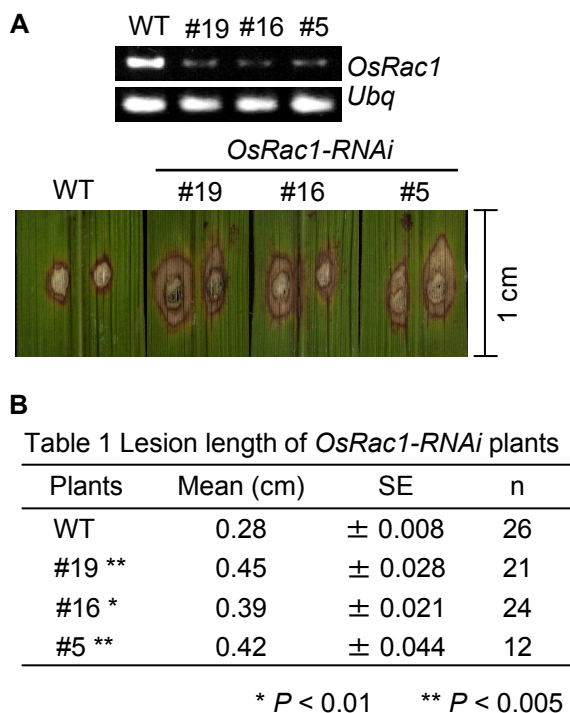 A
WT #19 #16 #5
OsRac1
Ubq
OsRac1-RNAi
WT #19 #16 #5
1 cm
B
Table 1 Lesion length of OsRac1-RNAi plants
Plants Mean (cm) SE n
WT 0.28 ± 0.008 26
#19 ** 0.45 ± 0.028 21
#16 * 0.39 ± 0.021 24
#5 ** 0.42 ± 0.044 12
* P < 0.01 ** P < 0.005